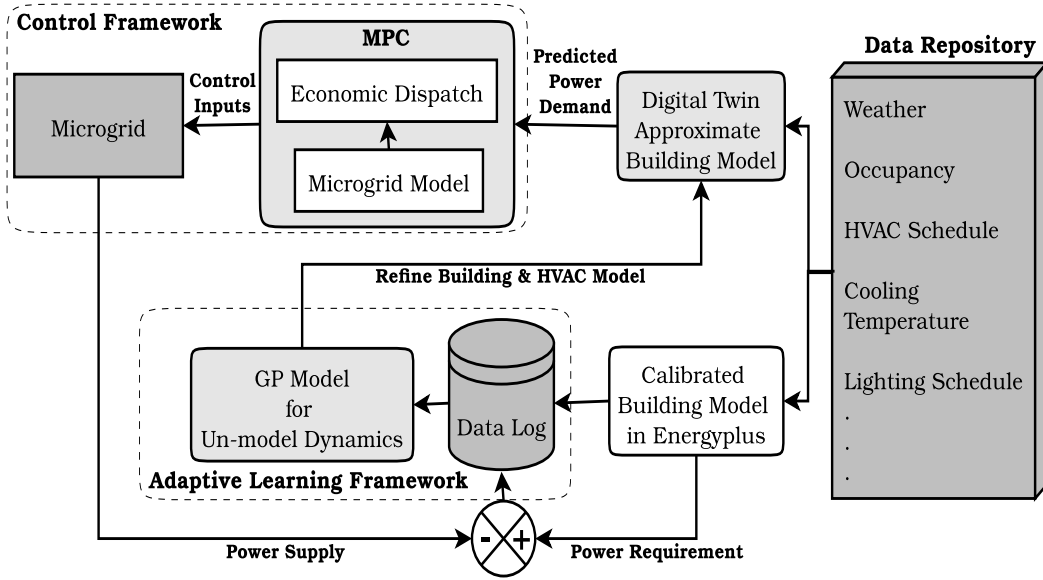 Control Framework
MPC
Economic Dispatch
Microgrid Model
Microgrid
Control
Inputs
Predicted
Power
Demand
Digital Twin
Approximate
Building Model
Data Repository
Weather
Occupancy
HVAC Schedule
Cooling
Temperature
Lighting Schedule
.
.
.
Refine Building & HVAC Model
GP Model
for
Un-model Dynamics
Data Log
Calibrated
Building Model
in Energyplus
Adaptive Learning Framework
- +
Power Supply
Power Requirement